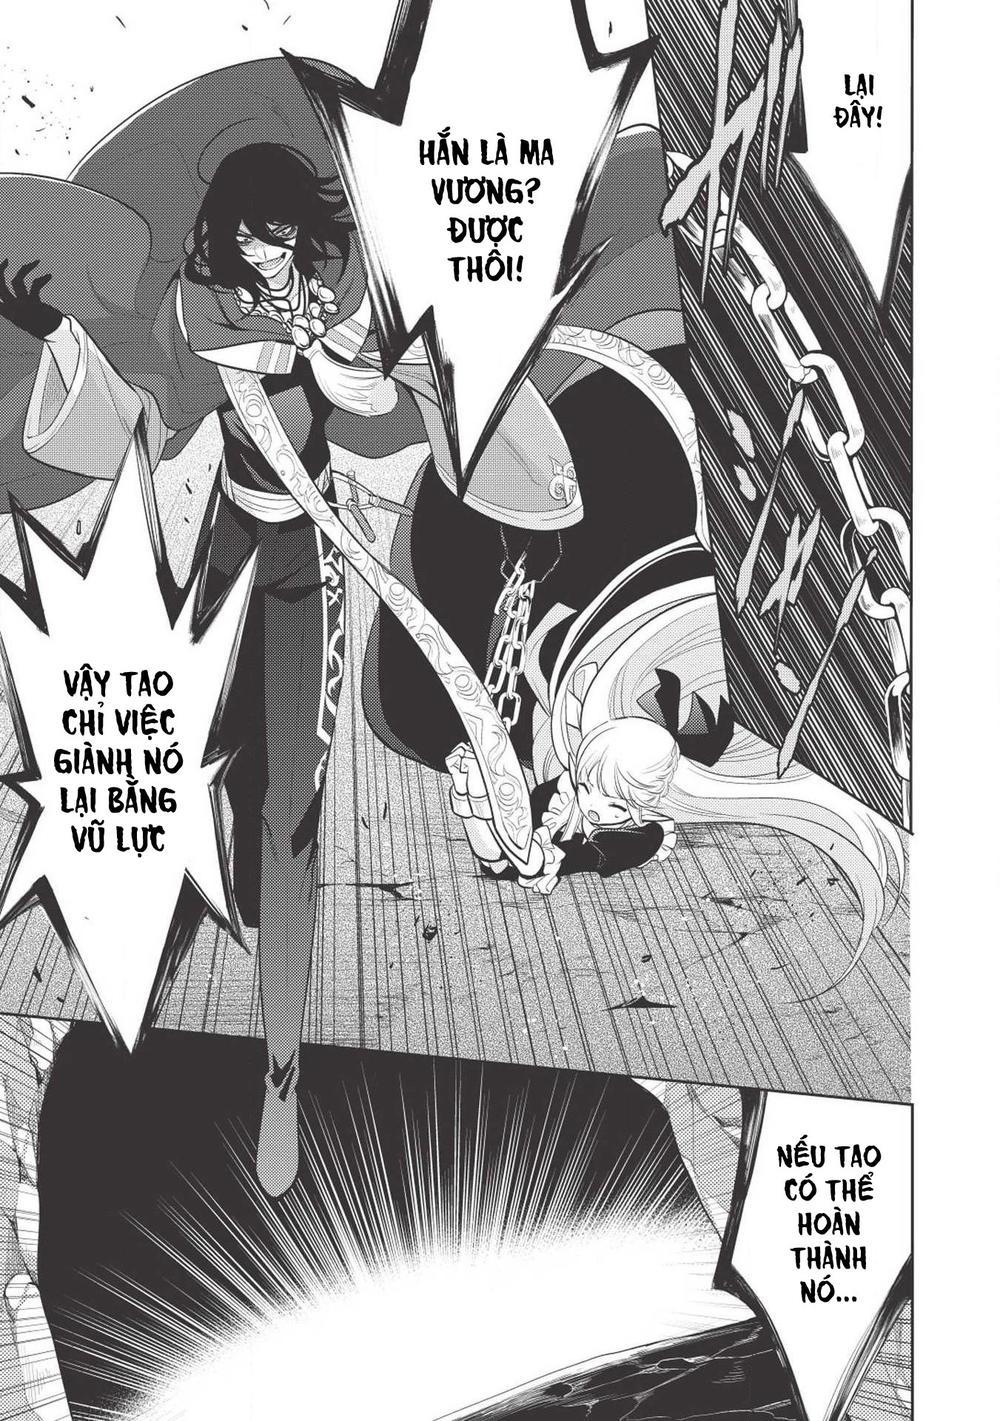 LẠI
ĐÂY!
HẮN LÀ MA
VƯƠNG?
ĐƯỢC
THÔI!
VẬY TAO
CHỈ VIỆC
GIÀNH NÓ
LẠI BẰNG
VŨ LỰC
NẾU TAO
CÓ THỂ
HOÀN
THÀNH
NÓ...